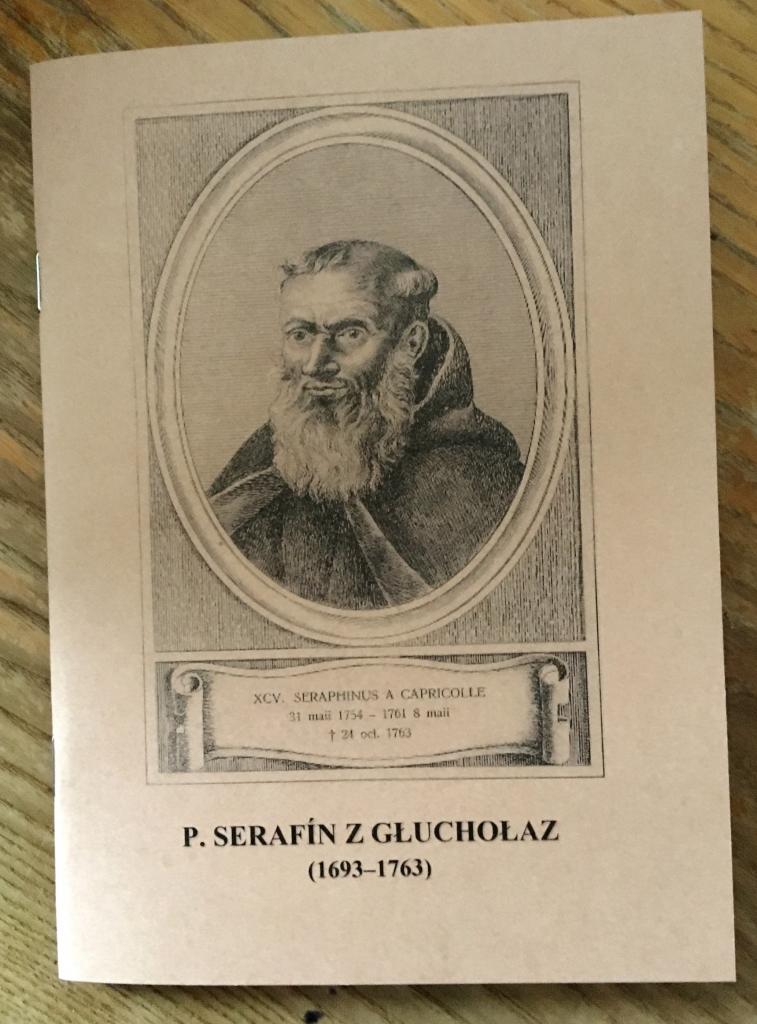 XCV. SERAPHINUS A CAPRICOLLE
31 maii 1754 – 1761 8 maii
† 24 oct. 1763
P. SERAFÍN Z GŁUCHOŁAZ
(1693–1763)